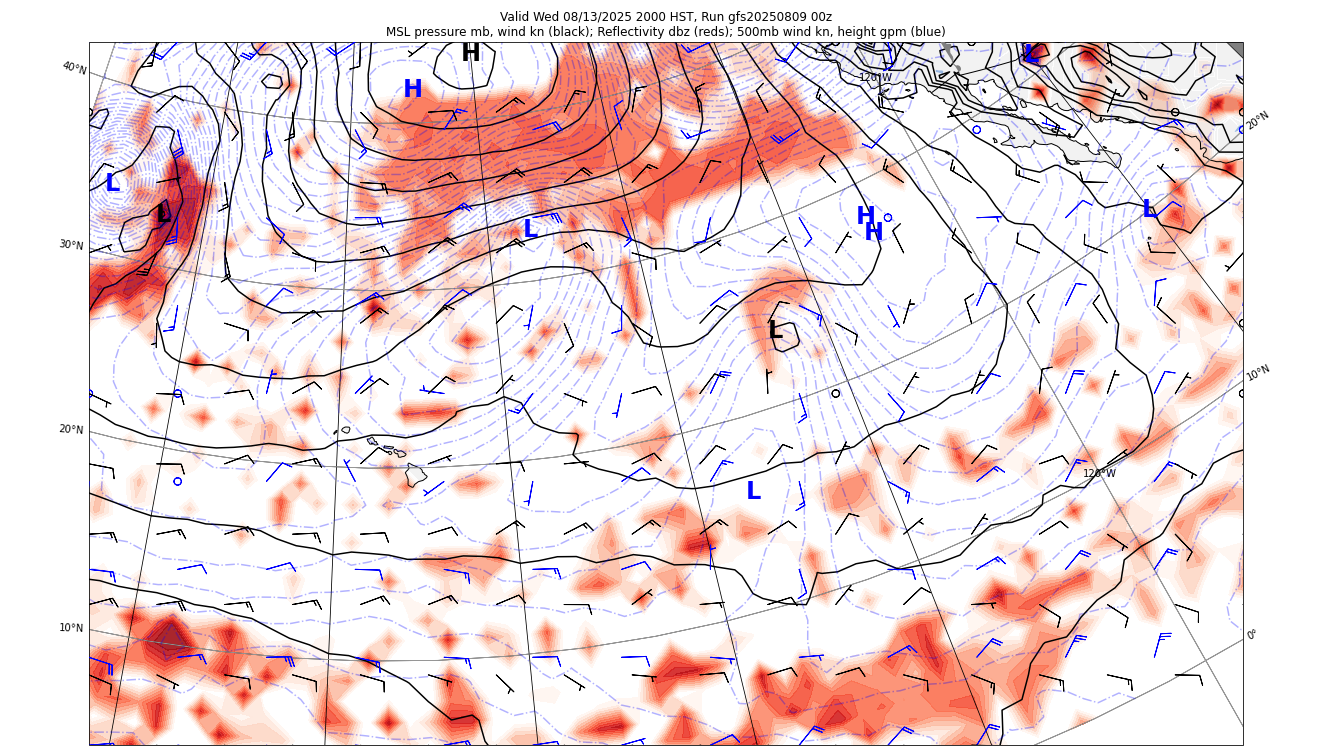 Valid Wed 08/13/2025 2000 HST, Run gfs20250809 00z
MSL pressure mb, wind kn (black); Reflectivity dbz (reds); 500mb wind kn, height gpm (blue)
H
L
H
40°N
120°W
20°N
L
L
H
L
H
L
30°N
L
10°N
20°N
120°W
L
10°N
0°